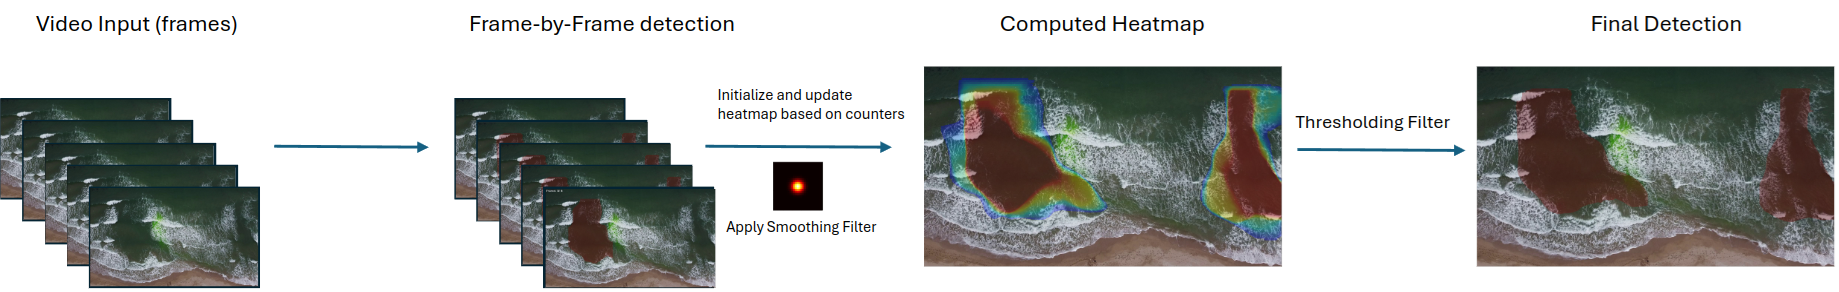 Video Input (frames)
Frame-by-Frame detection
Computed Heatmap
Final Detection
Initialize and update
heatmap based on counters
Apply Smoothing Filter
Thresholding Filter